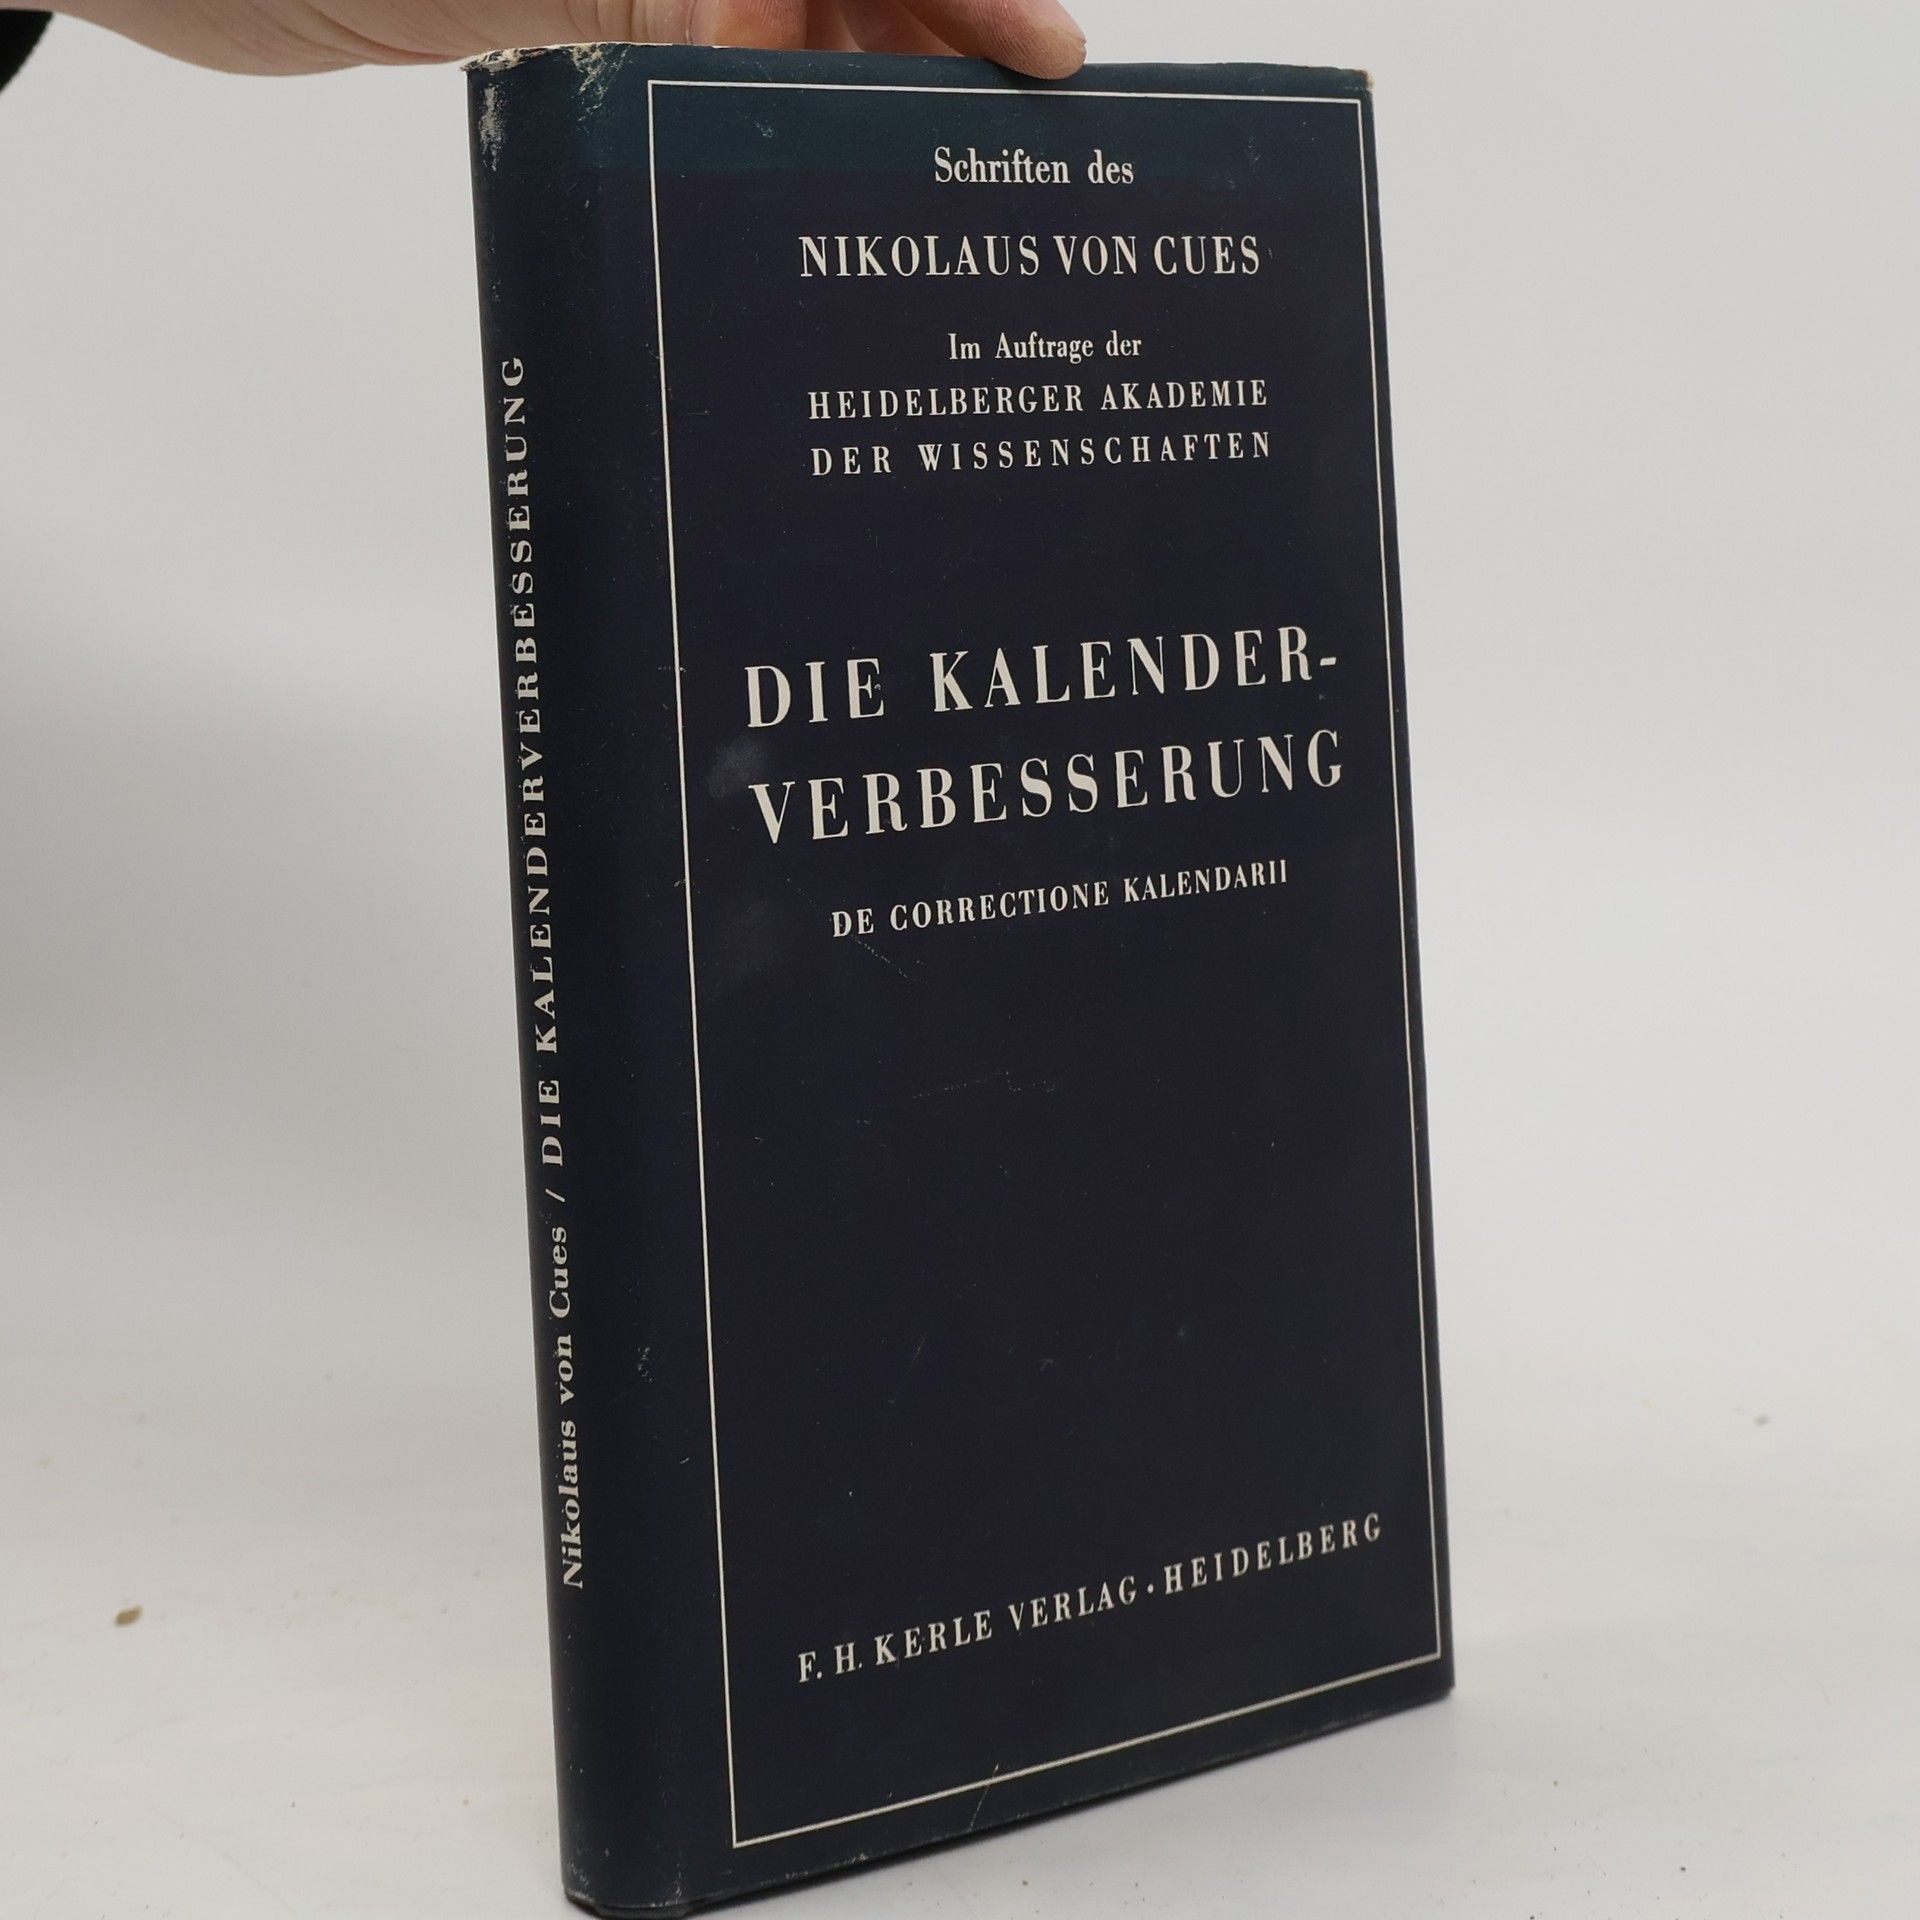 Schriften des
NIKOLAUS VON CUES
Im Auftrage der
HEIDELBERGER AKADEMIE
DER WISSENSCHAFTEN
DIE KALENDER-
VERBESSERUNG
DE CORRECTIONE KALENDARII
F. H. KERLE VERLAG · HEIDELBERG
Nikolaus von Cues / DIE KALENDERVERBESSERUNG